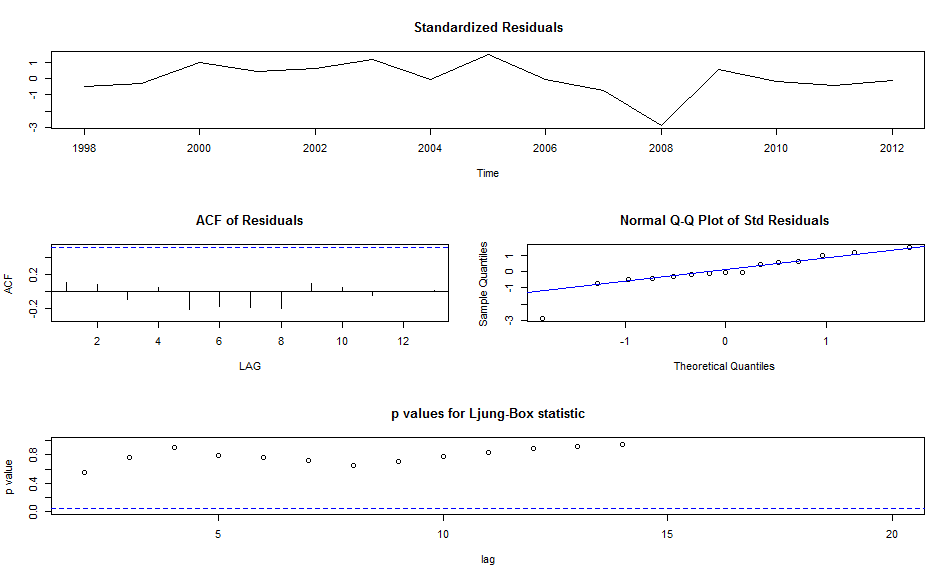 Standardized Residuals
-3 -1 0 1
1998 2000 2002 2004 2006 2008 2010 2012
Time
ACF of Residuals
ACF
-0.2 0.2
2 4 6 8 10 12
LAG
Normal Q-Q Plot of Std Residuals
Sample Quantiles
-3 -1 0 1
-1 0 1
Theoretical Quantiles
p values for Ljung-Box statistic
p value
0.0 0.4 0.8
5 10 15 20
lag